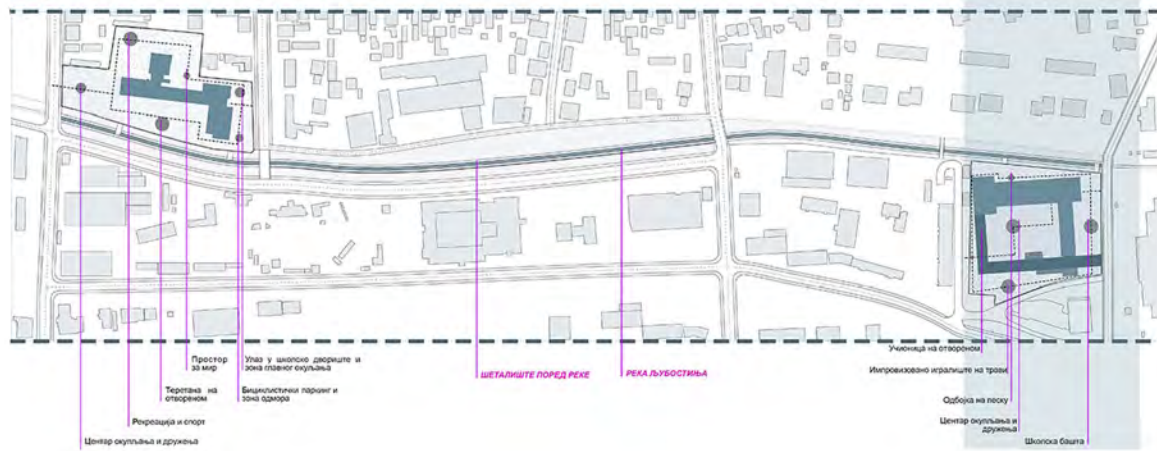 Простор
за мир
Улаз у школско двориште и
зона главног окупљања
ШЕТАЛИШТЕ ПОРЕД РЕКЕ
РЕКА ЉУБОСТИЊА
Учионица на отвореном
Импровизовано игралиште на трави
Теретана на
отвореном
Бициклистички паркинг и
зона одмора
Одбојка на песку
Рекреација и спорт
Центар окупљања и
дружења
Центар окупљања и дружења
Школска башта